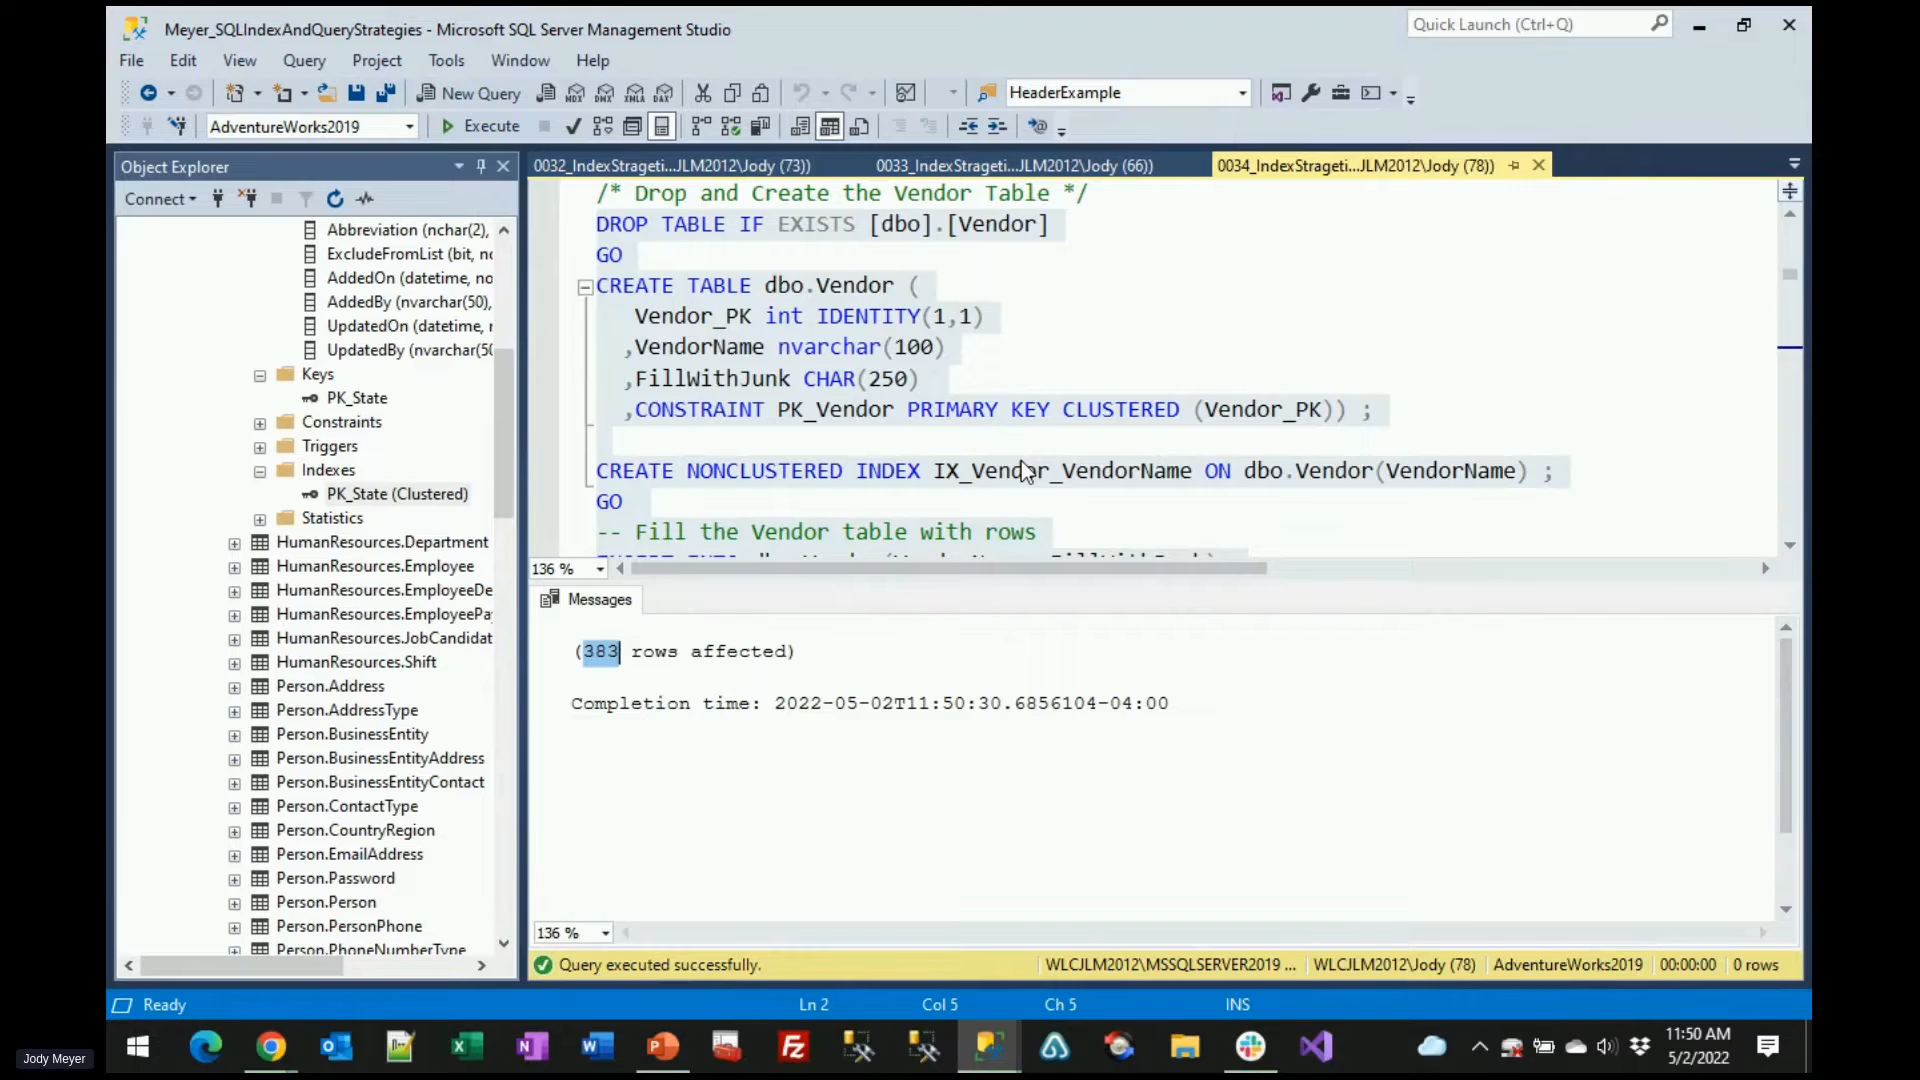 Meyer_SQLIndexAndQueryStrategies - Microsoft SQL Server Management Studio
Quick Launch (Ctrl+Q)
File Edit View Query Project Tools Window Help
New Query
HeaderExample
AdventureWorks2019
Execute
Object Explorer
0032_IndexStrageti...JLM2012\Jody (73))
0033_IndexStrageti...JLM2012\Jody (66))
0034_IndexStrageti...JLM2012\Jody (78))
Connect
Abbreviation (nchar(2),
ExcludeFromList (bit, no
AddedOn (datetime, no
AddedBy (nvarchar(50),
UpdatedOn (datetime, r
UpdatedBy (nvarchar(50
Keys
PK_State
Constraints
Triggers
Indexes
PK_State (Clustered)
Statistics
HumanResources.Department
HumanResources.Employee
HumanResources.EmployeeDe
HumanResources.EmployeePay
HumanResources.JobCandidat
HumanResources.Shift
Person.Address
Person.AddressType
Person.BusinessEntity
Person.BusinessEntityAddress
Person.BusinessEntityContact
Person.ContactType
Person.CountryRegion
Person.EmailAddress
Person.Password
Person.Person
Person.PersonPhone
Person.PhoneNumberType
/* Drop and Create the Vendor Table */
DROP TABLE IF EXISTS [dbo].[Vendor]
GO
CREATE TABLE dbo.Vendor (
Vendor_PK int IDENTITY(1,1)
,VendorName nvarchar(100)
,FillWithJunk CHAR(250)
,CONSTRAINT PK_Vendor PRIMARY KEY CLUSTERED (Vendor_PK)) ;
CREATE NONCLUSTERED INDEX IX_Vendor_VendorName ON dbo.Vendor(VendorName) ;
GO
-- Fill the Vendor table with rows
136 %
Messages
(383 rows affected)
Completion time: 2022-05-02T11:50:30.6856104-04:00
136 %
Query executed successfully.
WLCJLM2012\MSSQLSERVER2019 ...
WLCJLM2012\Jody (78)
AdventureWorks2019
00:00:00
0 rows
Ready
Ln 2
Col 5
Ch 5
INS
Jody Meyer
11:50 AM
5/2/2022